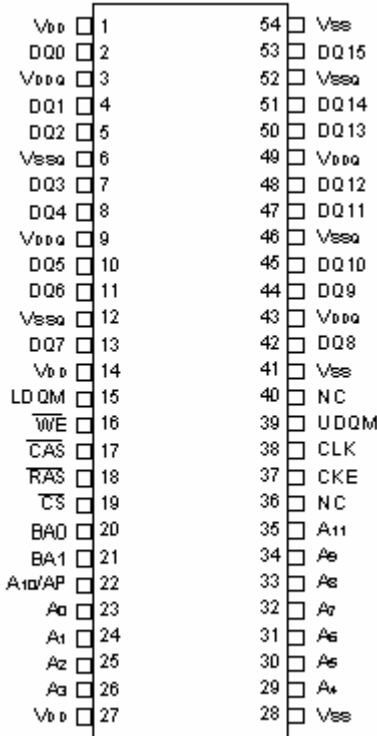 VDD 1 54 VSS
DQ0 2 53 DQ15
VDDQ 3 52 VSSQ
DQ1 4 51 DQ14
DQ2 5 50 DQ13
VSSQ 6 49 VDDQ
DQ3 7 48 DQ12
DQ4 8 47 DQ11
VDDQ 9 46 VSSQ
DQ5 10 45 DQ10
DQ6 11 44 DQ9
VSSQ 12 43 VDDQ
DQ7 13 42 DQ8
VDD 14 41 VSS
LDQM 15 40 NC
W̅E̅ 16 39 UDQM
C̅A̅S̅ 17 38 CLK
R̅A̅S̅ 18 37 CKE
C̅S̅ 19 36 NC
BA0 20 35 A11
BA1 21 34 A9
A10/AP 22 33 A8
A0 23 32 A7
A1 24 31 A6
A2 25 30 A5
A3 26 29 A4
VDD 27 28 VSS